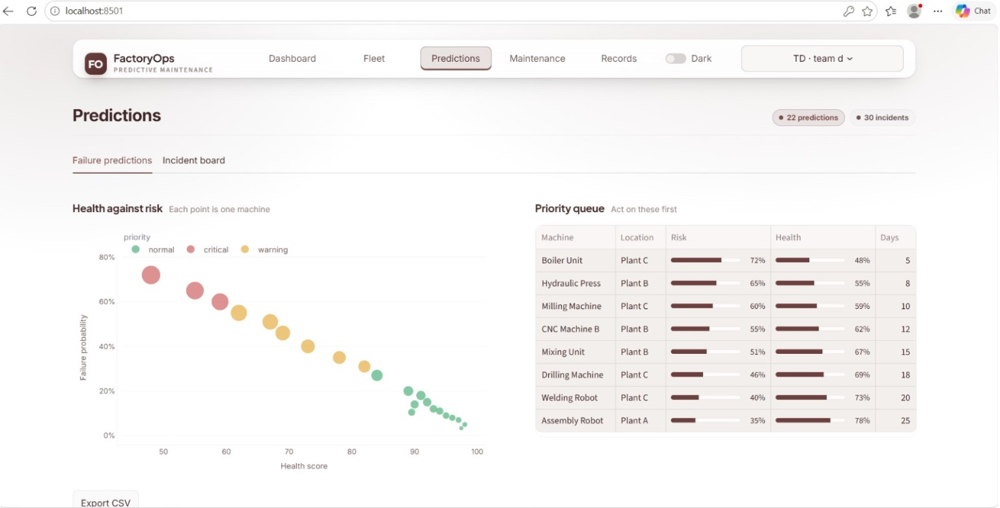 localhost:8501
Chat
FO
FactoryOps
PREDICTIVE MAINTENANCE
Dashboard
Fleet
Predictions
Maintenance
Records
Dark
TD · team d
Predictions
22 predictions
30 incidents
Failure predictions
Incident board
Health against risk Each point is one machine
priority
normal critical warning
80%
60%
40%
20%
0%
Failure probability
50 60 70 80 90 100
Health score
Priority queue Act on these first
Machine Location Risk Health Days
Boiler Unit Plant C 72% 48% 5
Hydraulic Press Plant B 65% 55% 8
Milling Machine Plant C 60% 59% 10
CNC Machine B Plant B 55% 62% 12
Mixing Unit Plant B 51% 67% 15
Drilling Machine Plant C 46% 69% 18
Welding Robot Plant C 40% 73% 20
Assembly Robot Plant A 35% 78% 25
Export CSV